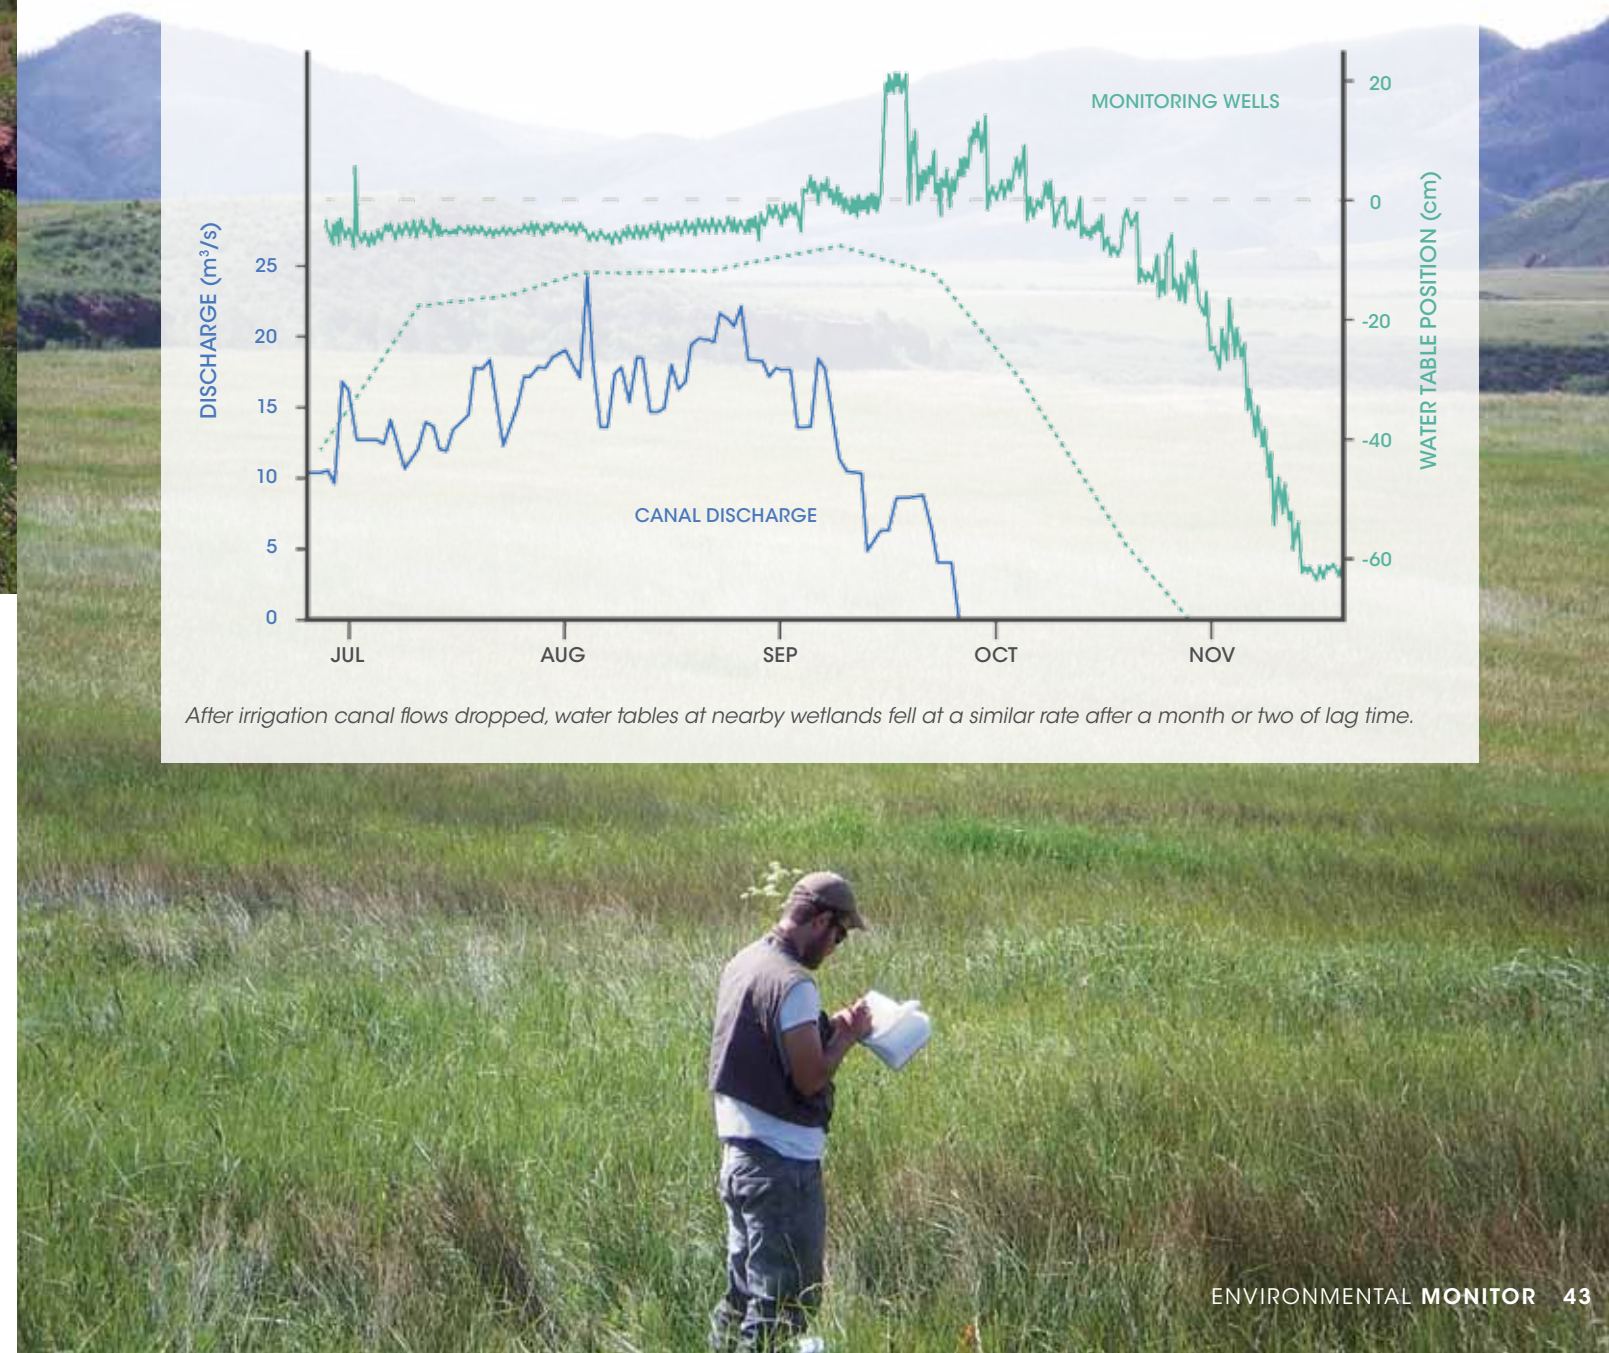 MONITORING WELLS
20
0
-20
-40
-60
WATER TABLE POSITION (cm)
DISCHARGE (m³/s)
25
20
15
10
5
0
CANAL DISCHARGE
JUL AUG SEP OCT NOV
After irrigation canal flows dropped, water tables at nearby wetlands fell at a similar rate after a month or two of lag time.
ENVIRONMENTAL MONITOR 43